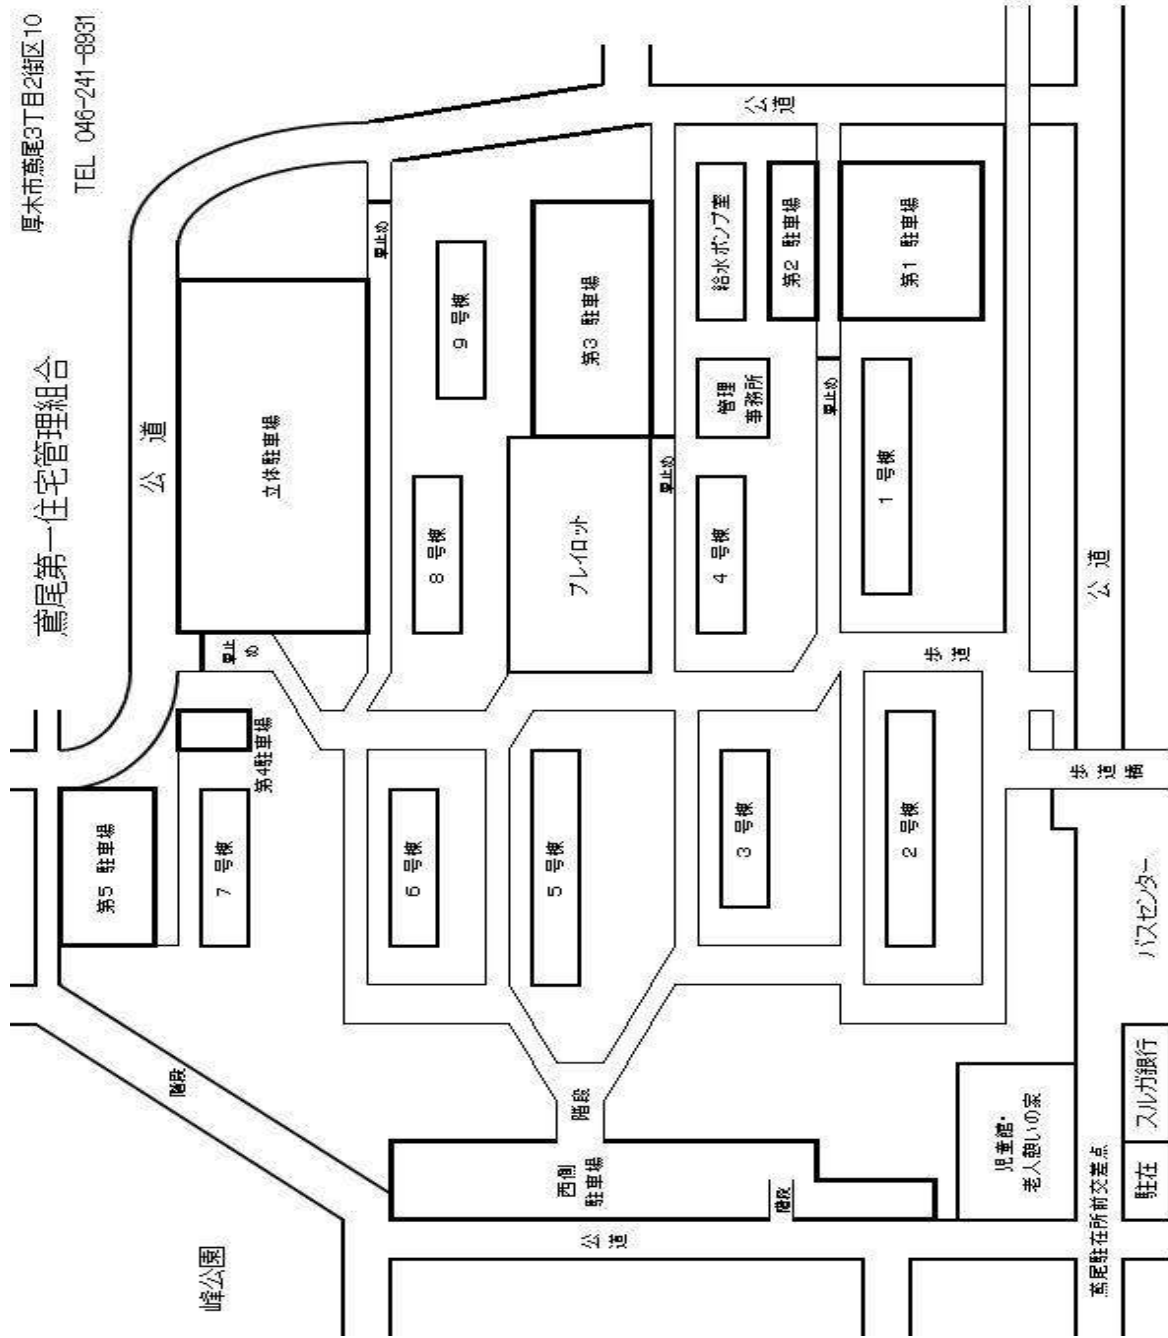 鳶尾第一住宅管理組合
厚木市鳶尾3丁目2街区10
TEL 046-241-8931
公道
立体駐車場
車止め
車止め
第5 駐車場
第4駐車場
7 号棟
階段
峰公園
9 号棟
8 号棟
6 号棟
第3 駐車場
プレイロット
5 号棟
階段
西側
駐車場
公道
公道
給水ポンプ室
管理
事務所
車止め
4 号棟
3 号棟
第2 駐車場
第1 駐車場
車止め
1 号棟
歩道
2 号棟
階段
児童館・
老人憩いの家
公道
歩道橋
バスセンター
スルガ銀行
駐在
鳶尾駐在所前交差点